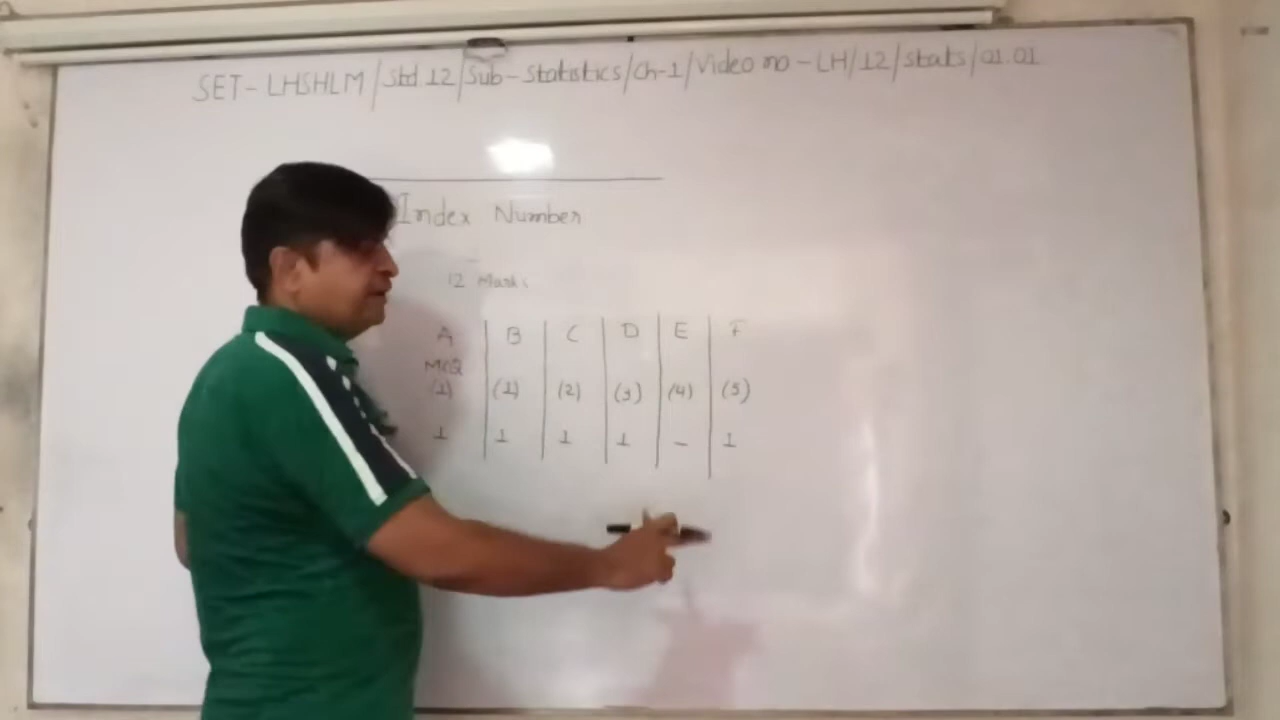 SET - LHSHLM / Std 12 / Sub - Statistics / Ch-1 / Video no - LH / 12 / Stats / 01.01
Index Number
12 Marks
A B C D E F
MCQ
(1) (1) (2) (3) (4) (5)
1 1 1 1 - 1